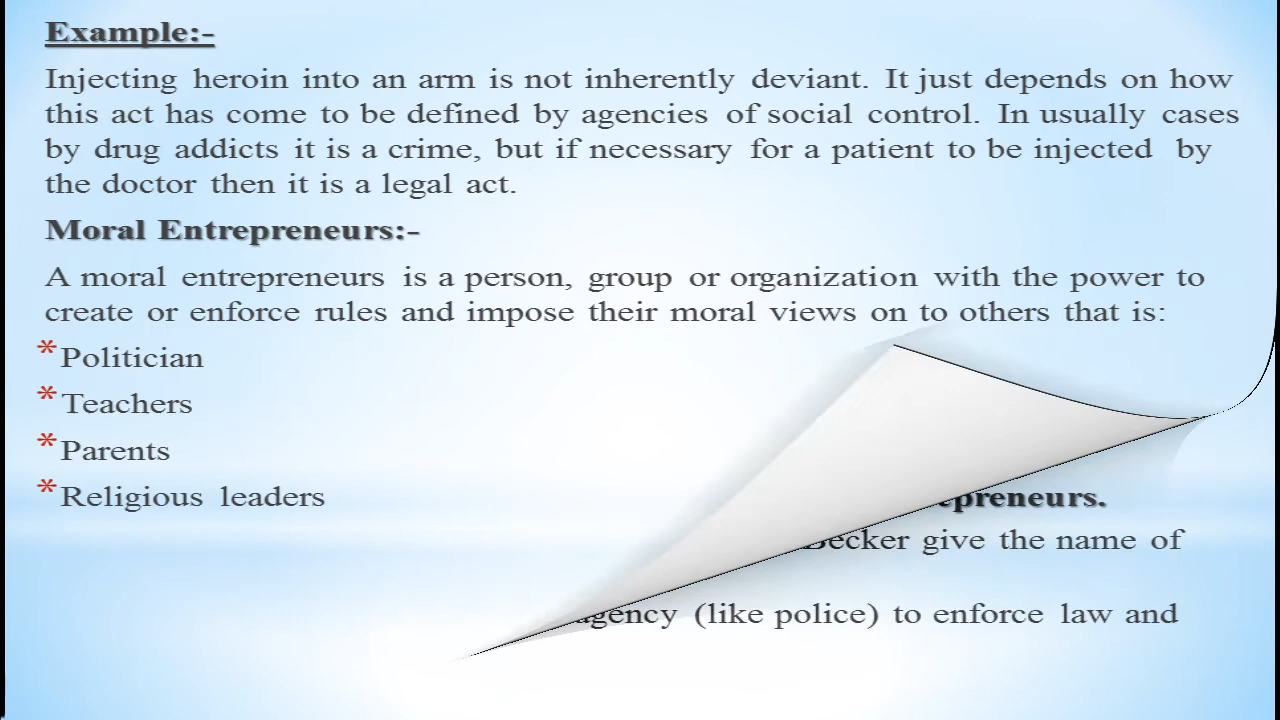 Example:-
Injecting heroin into an arm is not inherently deviant. It just depends on how
this act has come to be defined by agencies of social control. In usually cases
by drug addicts it is a crime, but if necessary for a patient to be injected by
the doctor then it is a legal act.
Moral Entrepreneurs:-
A moral entrepreneurs is a person, group or organization with the power to
create or enforce rules and impose their moral views on to others that is:
*Politician
*Teachers
*Parents
*Religious leaders
Becker give the name of
(like police) to enforce law and